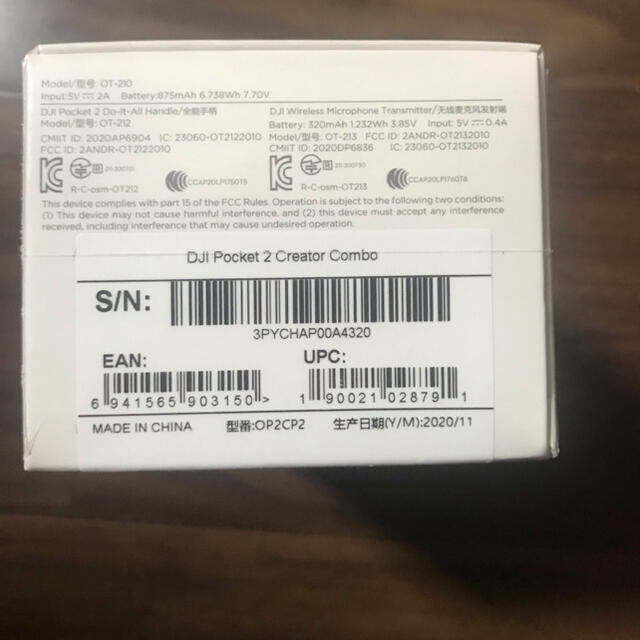 Model/型号: OT-210
Input:5V⎓2A Battery:875mAh 6.738Wh 7.70V
DJI Pocket 2 Do-It-All Handle/全能手柄
Model/型号: OT-212
CMIIT ID: 2020AP6904 IC: 23060-OT2122010
FCC ID: 2ANDR-OT2122010
R-C-osm-OT212
CCAP20LP1750T5
DJI Wireless Microphone Transmitter/无线麦克风发射端
Battery: 320mAh 1.232Wh 3.85V Input: 5V⎓0.4A
Model/型号: OT-213 FCC ID: 2ANDR-OT2132010
CMIIT ID: 2020DP6836 IC: 23060-OT2132010
R-C-osm-OT213
CCAP20LP1760T8
This device complies with part 15 of the FCC Rules. Operation is subject to the following two conditions:
(1) This device may not cause harmful interference, and (2) this device must accept any interference
received, including interference that may cause undesired operation.
DJI Pocket 2 Creator Combo
S/N:
3PYCHAP00A4320
EAN:
6 941565 903150 >
UPC:
1 90021 02879 1
MADE IN CHINA 型番:OP2CP2 生产日期(Y/M):2020/11